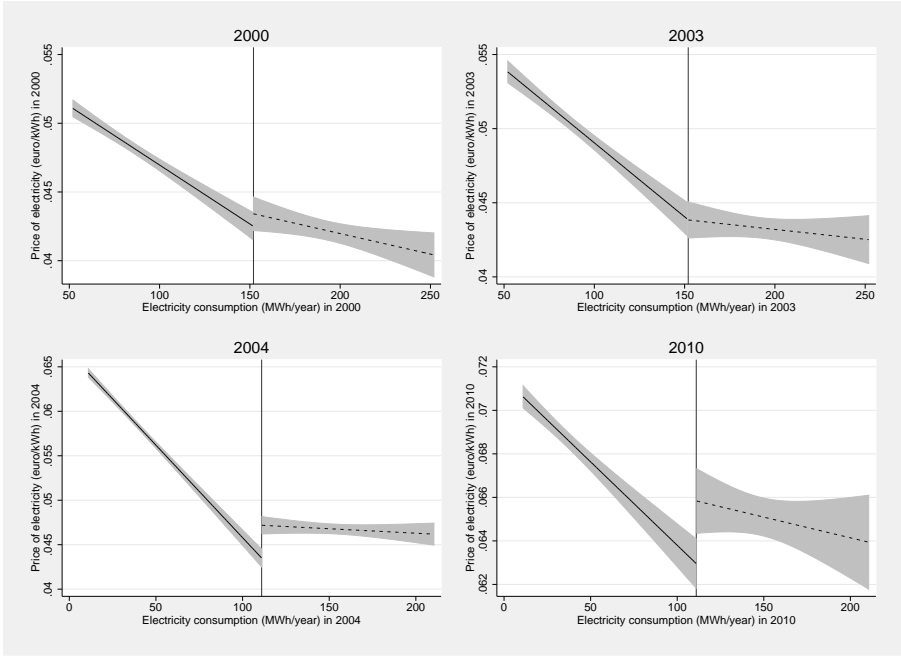 2000
Price of electricity (euro/kWh) in 2000
.055
.05
.045
.04
50 100 150 200 250
Electricity consumption (MWh/year) in 2000
2003
Price of electricity (euro/kWh) in 2003
.055
.05
.045
.04
50 100 150 200 250
Electricity consumption (MWh/year) in 2003
2004
Price of electricity (euro/kWh) in 2004
.065
.06
.055
.05
.045
.04
0 50 100 150 200
Electricity consumption (MWh/year) in 2004
2010
Price of electricity (euro/kWh) in 2010
.072
.07
.068
.066
.064
.062
0 50 100 150 200
Electricity consumption (MWh/year) in 2010